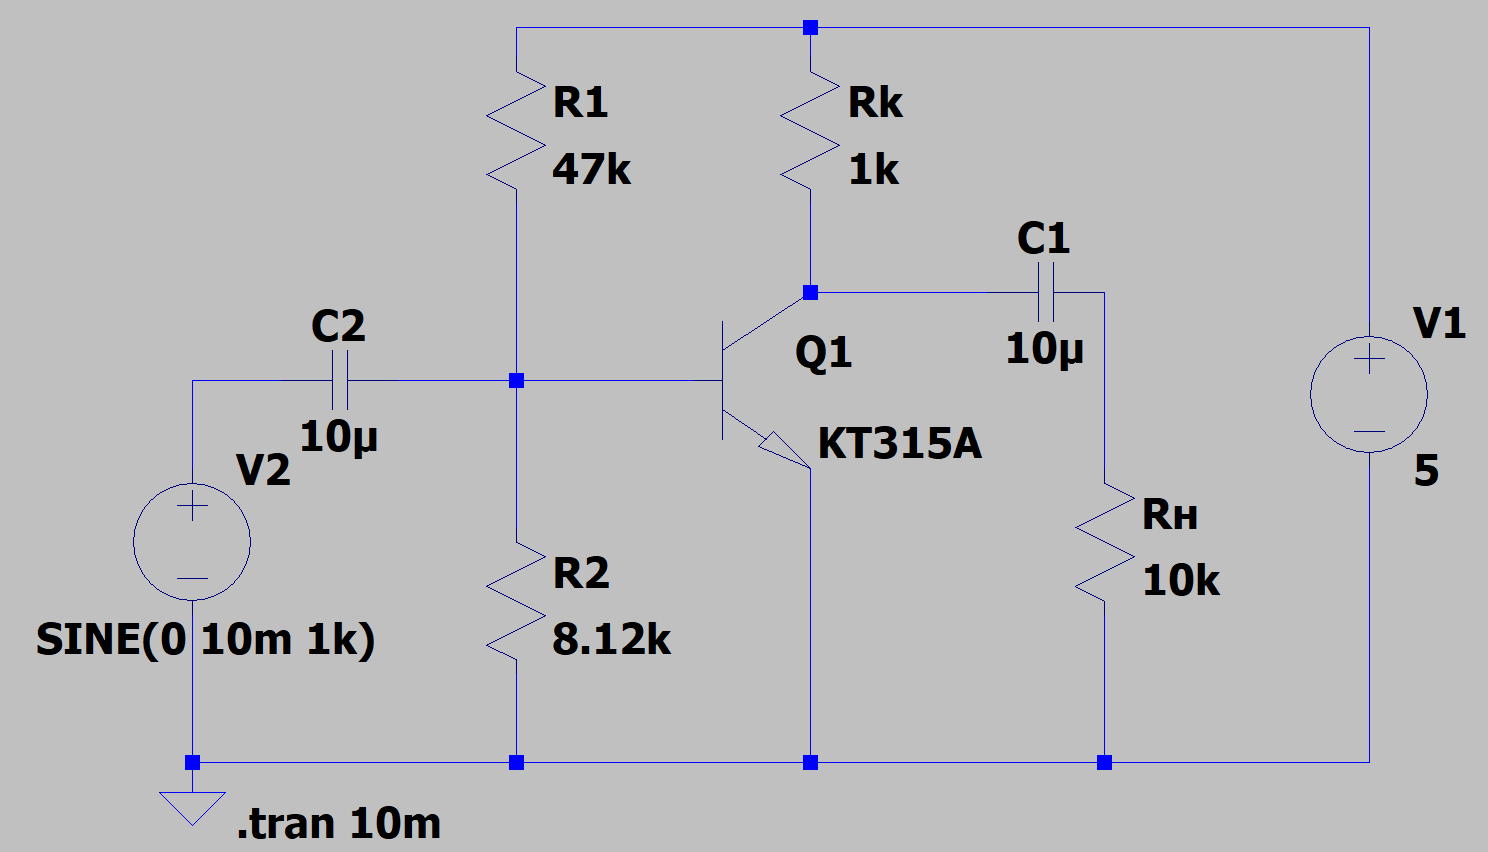 R1
47k
Rk
1k
C1
10µ
Q1
KT315A
C2
10µ
V2
SINE(0 10m 1k)
R2
8.12k
Rн
10k
V1
5
.tran 10m